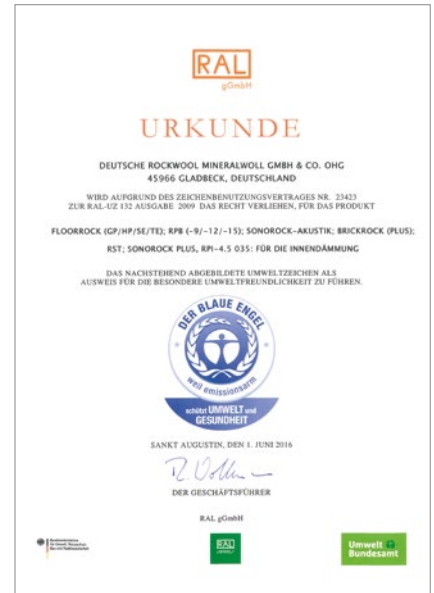 RAL
gGmbH
URKUNDE
DEUTSCHE ROCKWOOL MINERALWOLL GMBH & CO. OHG
45966 GLADBECK, DEUTSCHLAND
WIRD AUFGRUND DES ZEICHENBENUTZUNGSVERTRAGES NR. 23423
ZUR RAL-UZ 132 AUSGABE 2009 DAS RECHT VERLIEHEN, FÜR DAS PRODUKT
FLOORROCK (GP/HP/SE/TE); RPB (-9/-12/-15); SONOROCK-AKUSTIK; BRICKROCK (PLUS);
RST; SONOROCK PLUS, RPI-4.5 035: FÜR DIE INNENDÄMMUNG
DAS NACHSTEHEND ABGEBILDETE UMWELTZEICHEN ALS
AUSWEIS FÜR DIE BESONDERE UMWELTFREUNDLICHKEIT ZU FÜHREN.
DER BLAUE ENGEL
weil emissionsarm
schützt UMWELT und
GESUNDHEIT
SANKT AUGUSTIN, DEN 1. JUNI 2016
DER GESCHÄFTSFÜHRER
RAL gGmbH
RAL
UMWELT
Umwelt
Bundesamt